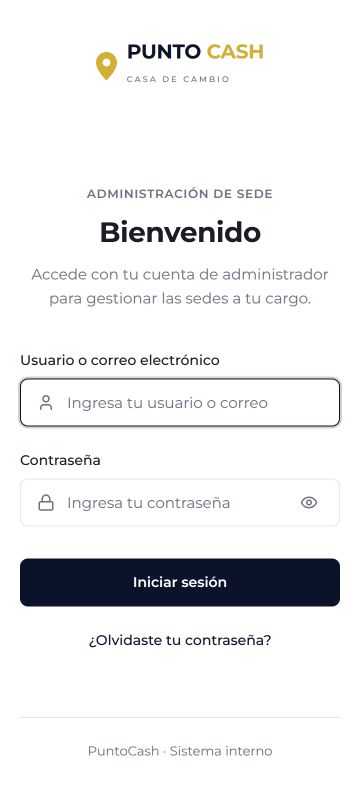 PUNTO CASH
CASA DE CAMBIO
ADMINISTRACIÓN DE SEDE
Bienvenido
Accede con tu cuenta de administrador
para gestionar las sedes a tu cargo.
Usuario o correo electrónico
Ingresa tu usuario o correo
Contraseña
Ingresa tu contraseña
Iniciar sesión
¿Olvidaste tu contraseña?
PuntoCash · Sistema interno